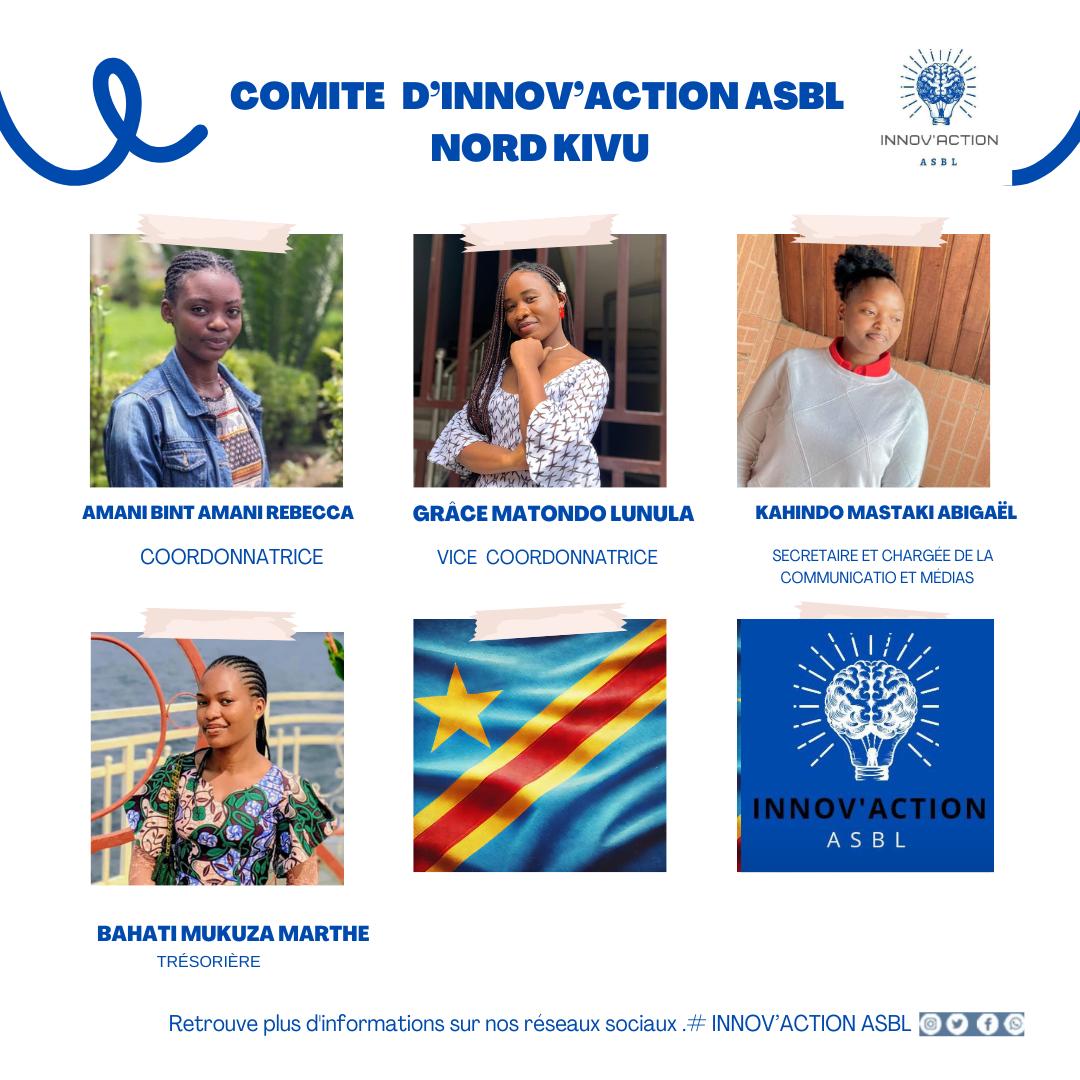 COMITE D’INNOV’ACTION ASBL
NORD KIVU
INNOV'ACTION
ASBL
AMANI BINT AMANI REBECCA
COORDONNATRICE
GRÂCE MATONDO LUNULA
VICE COORDONNATRICE
KAHINDO MASTAKI ABIGAËL
SECRETAIRE ET CHARGÉE DE LA
COMMUNICATIO ET MÉDIAS
INNOV'ACTION
ASBL
BAHATI MUKUZA MARTHE
TRÉSORIÈRE
Retrouve plus d'informations sur nos réseaux sociaux .# INNOV’ACTION ASBL